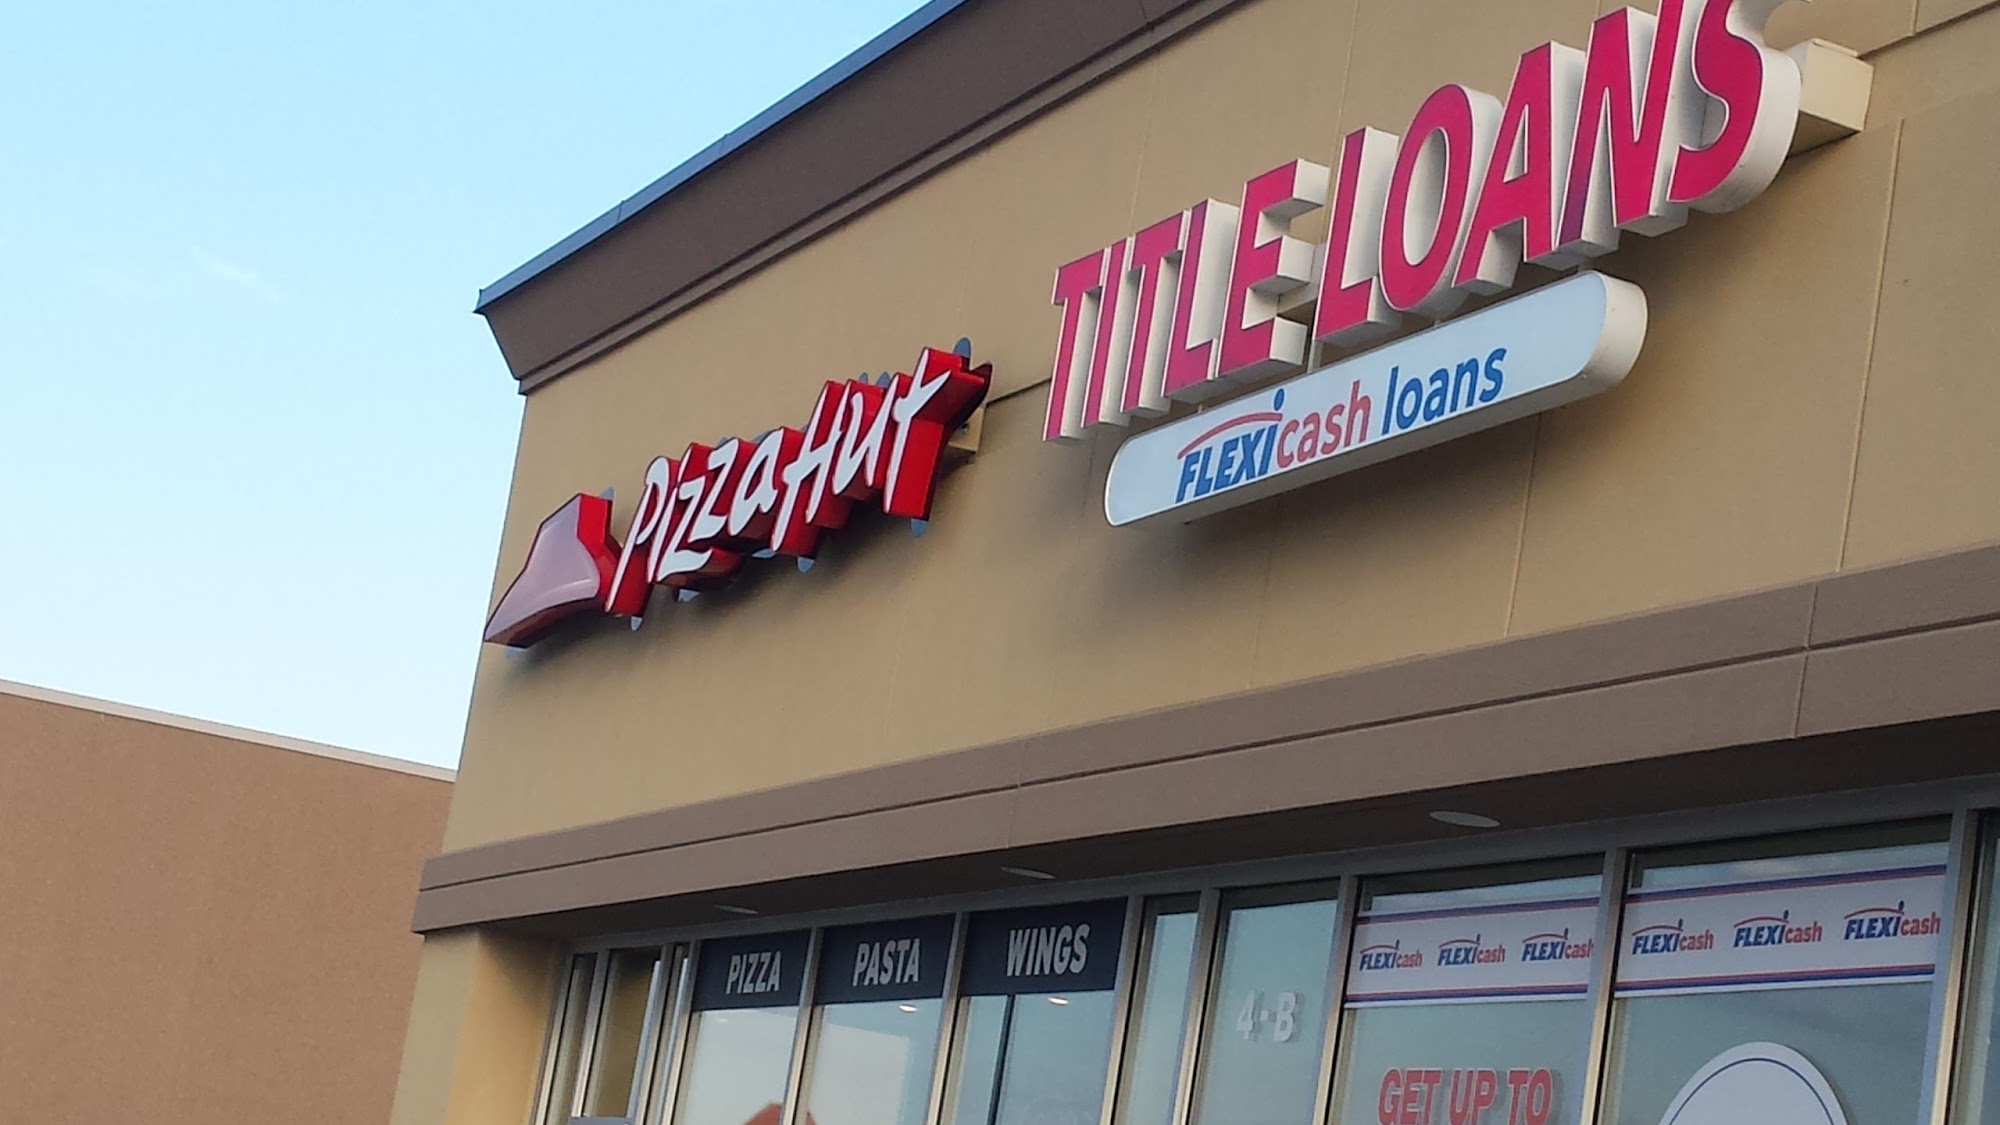 Pizza Hut
TITLE LOANS
FLEXicash loans
PIZZA
PASTA
WINGS
4-B
FLEXicash FLEXicash FLEXicash
FLEXicash FLEXicash FLEXicash
GET UP TO